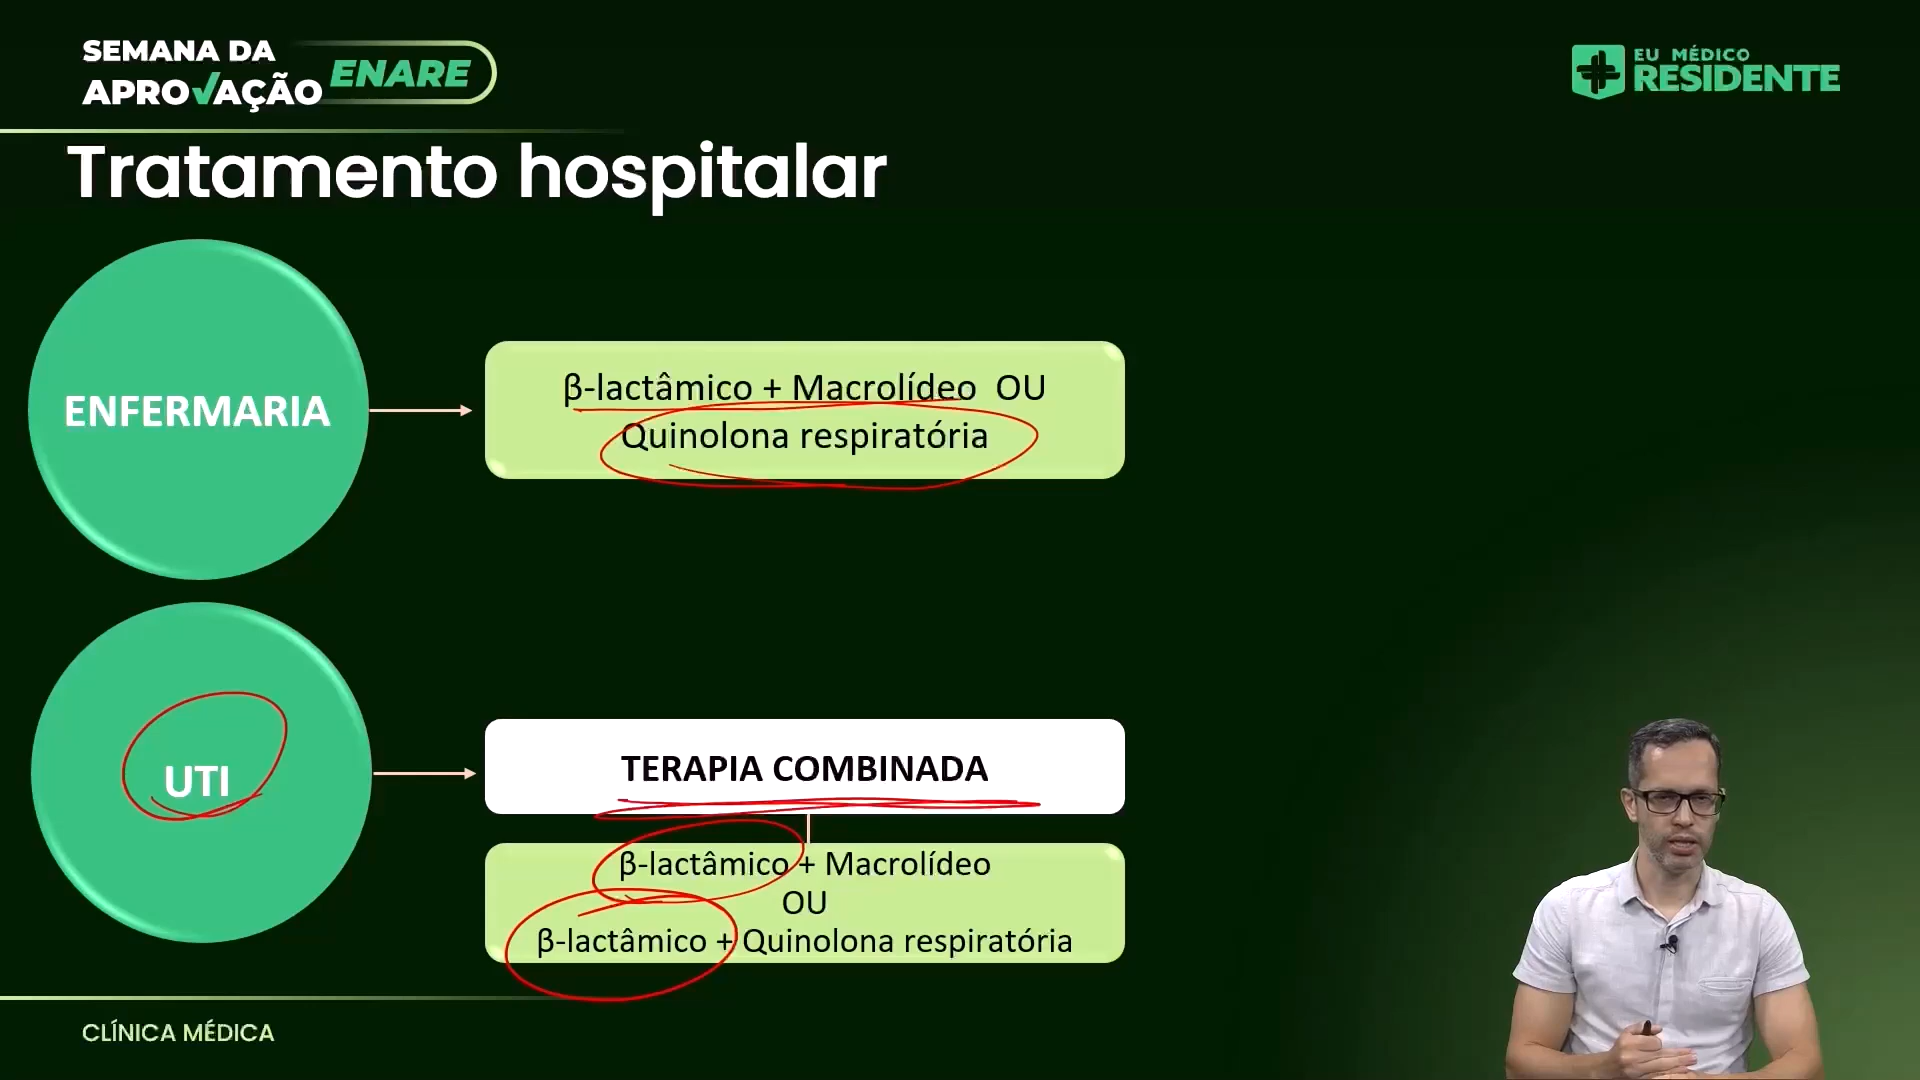 SEMANA DA
APROVAÇÃO ENARE
EU MÉDICO
RESIDENTE
Tratamento hospitalar
ENFERMARIA
β-lactâmico + Macrolídeo OU
Quinolona respiratória
UTI
TERAPIA COMBINADA
β-lactâmico + Macrolídeo
OU
β-lactâmico + Quinolona respiratória
CLÍNICA MÉDICA